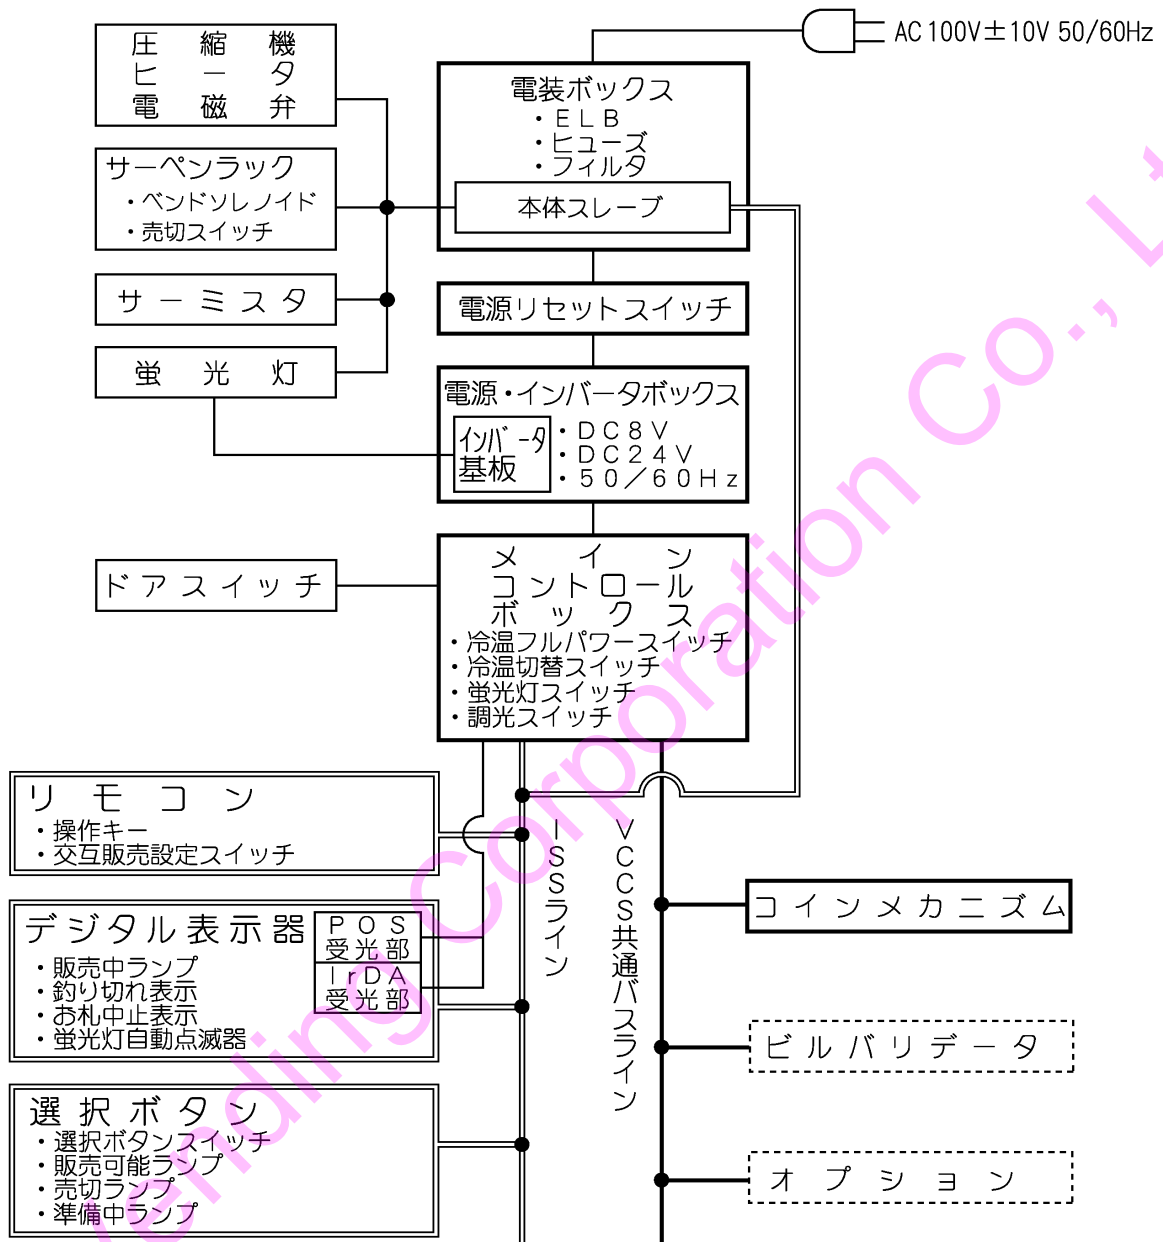 AC 100V±10V 50/60Hz
圧縮機
ヒータ
電磁弁
電装ボックス
・ELB
・ヒューズ
・フィルタ
本体スレーブ
サーペンラック
・ベンドソレノイド
・売切スイッチ
サーミスタ
電源リセットスイッチ
蛍光灯
電源・インバータボックス
インバータ
基板
・DC8V
・DC24V
・50/60Hz
ドアスイッチ
メイン
コントロール
ボックス
・冷温フルパワースイッチ
・冷温切替スイッチ
・蛍光灯スイッチ
・調光スイッチ
リモコン
・操作キー
・交互販売設定スイッチ
ISSライン
VCCS共通バスライン
コインメカニズム
デジタル表示器
・販売中ランプ
・釣り切れ表示
・お札中止表示
・蛍光灯自動点滅器
POS
受光部
IrDA
受光部
ビルバリデータ
選択ボタン
・選択ボタンスイッチ
・販売可能ランプ
・売切ランプ
・準備中ランプ
オプション
Vending Corporation Co., Lt